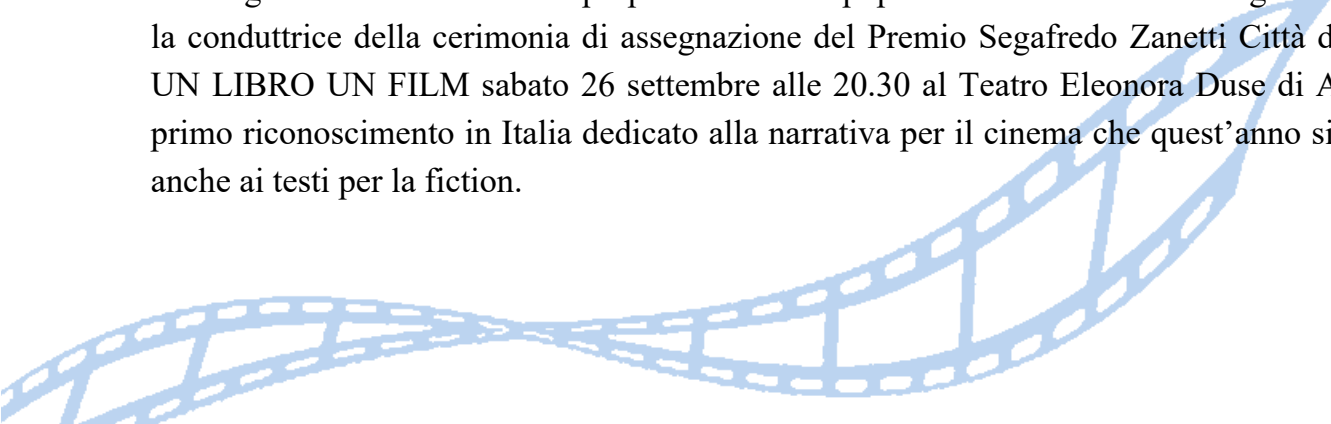 la conduttrice della cerimonia di assegnazione del Premio Segafredo Zanetti Città
UN LIBRO UN FILM sabato 26 settembre alle 20.30 al Teatro Eleonora Duse di
primo riconoscimento in Italia dedicato alla narrativa per il cinema che quest’anno si
anche ai testi per la fiction.